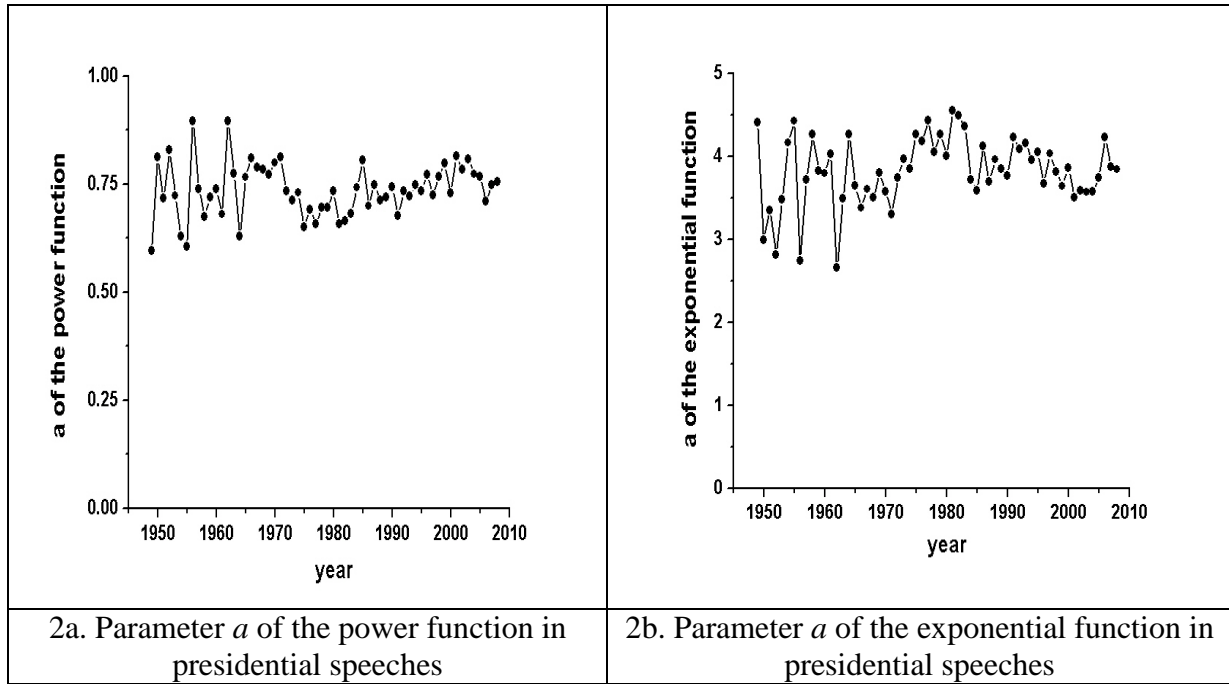 1.00
0.75
0.50
0.25
0.00
a of the power function
1950 1960 1970 1980 1990 2000 2010
year
5
4
3
2
1
0
a of the exponential function
1950 1960 1970 1980 1990 2000 2010
year
2a. Parameter a of the power function in
presidential speeches
2b. Parameter a of the exponential function in
presidential speeches